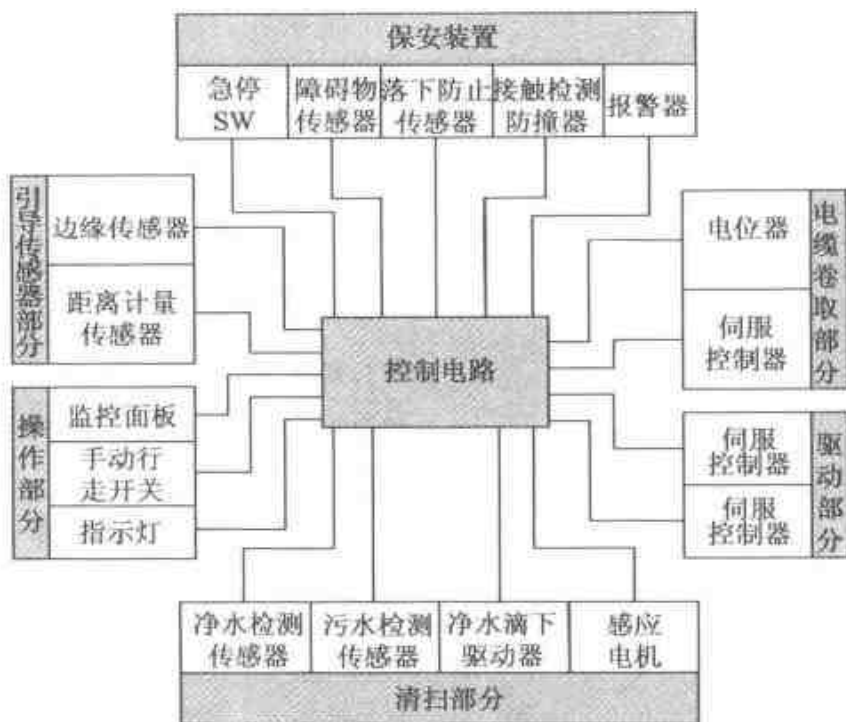 保安装置
急停
SW
障碍物
传感器
落下防止
传感器
接触检测
防撞器
报警器
引导传感器部分
边缘传感器
距离计量
传感器
电缆卷取部分
电位器
伺服
控制器
控制电路
操作部分
监控面板
手动行
走开关
指示灯
驱动部分
伺服
控制器
伺服
控制器
净水检测
传感器
污水检测
传感器
净水滴下
驱动器
感应
电机
清扫部分